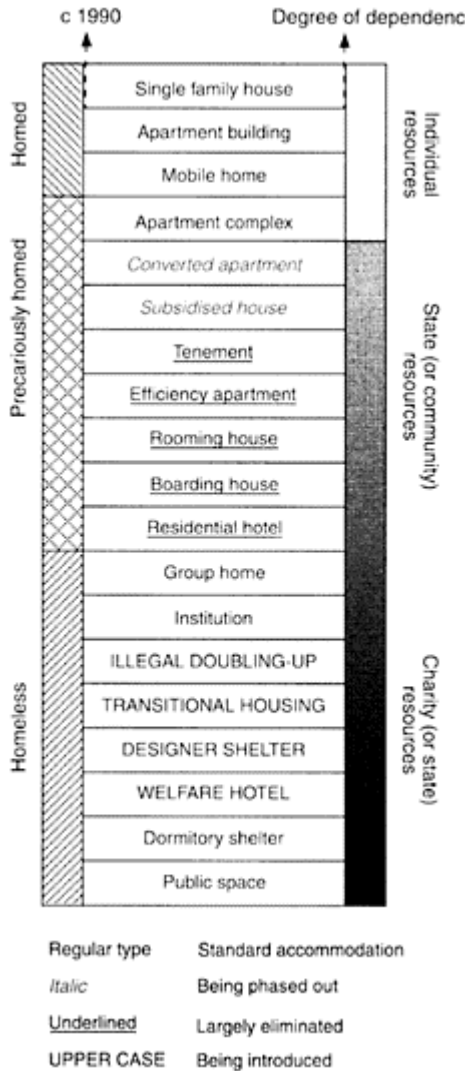 c 1990
Degree of dependenc
Homed
Precariously homed
Homeless
Single family house
Apartment building
Mobile home
Apartment complex
Converted apartment
Subsidised house
Tenement
Efficiency apartment
Rooming house
Boarding house
Residential hotel
Group home
Institution
ILLEGAL DOUBLING-UP
TRANSITIONAL HOUSING
DESIGNER SHELTER
WELFARE HOTEL
Dormitory shelter
Public space
Individual
resources
State (or community)
resources
Charity (or state)
resources
Regular type Standard accommodation
Italic Being phased out
Underlined Largely eliminated
UPPER CASE Being introduced